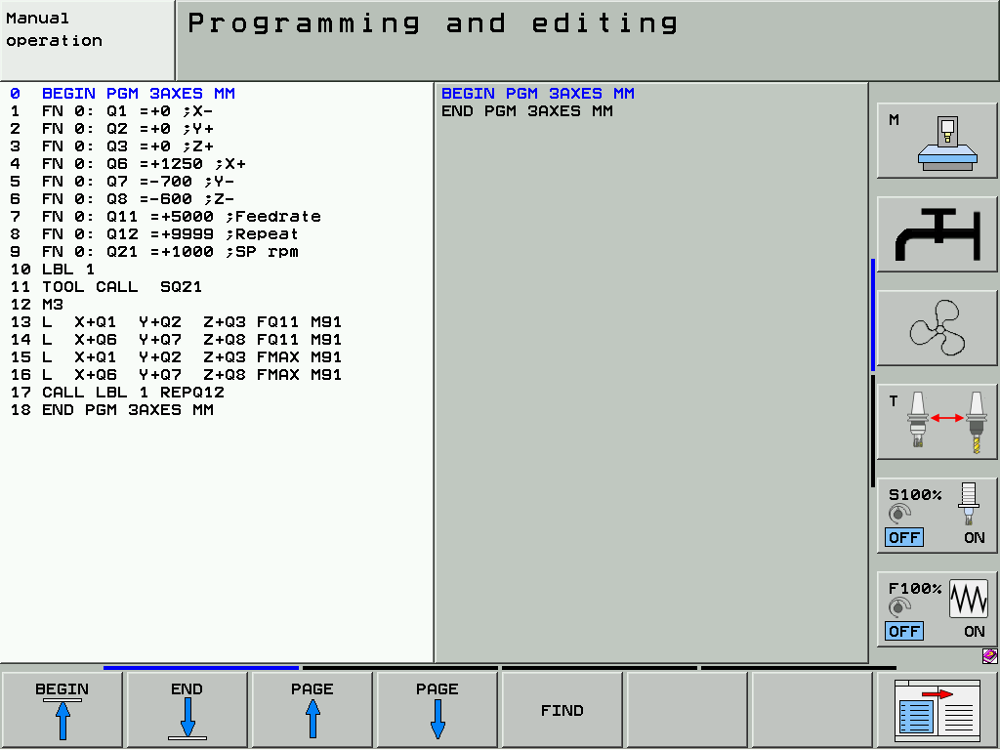 Manual
operation
Programming and editing
0 BEGIN PGM 3AXES MM
1 FN 0: Q1 =+0 ;X-
2 FN 0: Q2 =+0 ;Y+
3 FN 0: Q3 =+0 ;Z+
4 FN 0: Q6 =+1250 ;X+
5 FN 0: Q7 =-700 ;Y-
6 FN 0: Q8 =-600 ;Z-
7 FN 0: Q11 =+5000 ;Feedrate
8 FN 0: Q12 =+9999 ;Repeat
9 FN 0: Q21 =+1000 ;SP rpm
10 LBL 1
11 TOOL CALL SQ21
12 M3
13 L X+Q1 Y+Q2 Z+Q3 FQ11 M91
14 L X+Q6 Y+Q7 Z+Q8 FQ11 M91
15 L X+Q1 Y+Q2 Z+Q3 FMAX M91
16 L X+Q6 Y+Q7 Z+Q8 FMAX M91
17 CALL LBL 1 REPQ12
18 END PGM 3AXES MM
BEGIN PGM 3AXES MM
END PGM 3AXES MM
M
T
S100%
OFF ON
F100%
OFF ON
BEGIN
END
PAGE
PAGE
FIND